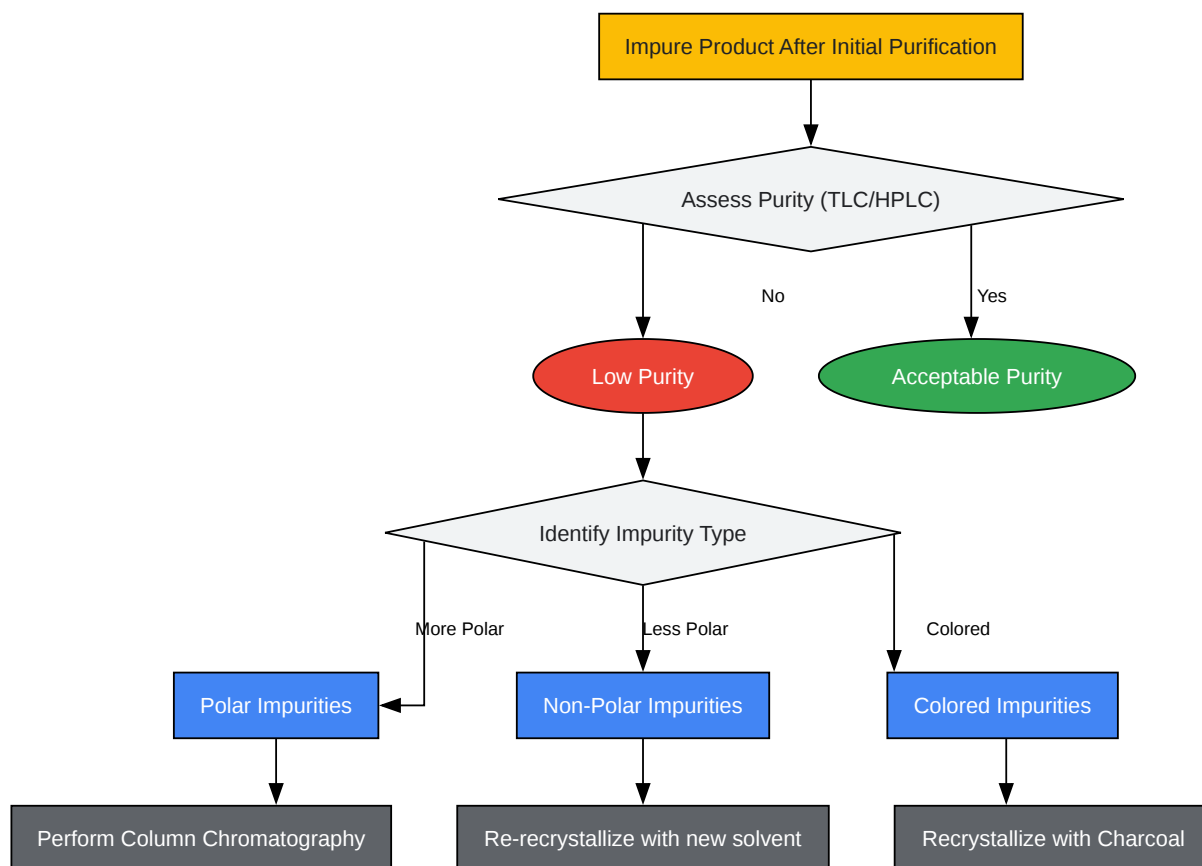 Impure Product After Initial Purification
Assess Purity (TLC/HPLC)
No
Yes
Low Purity
Acceptable Purity
Identify Impurity Type
More Polar
Less Polar
Colored
Polar Impurities
Non-Polar Impurities
Colored Impurities
Perform Column Chromatography
Re-recrystallize with new solvent
Recrystallize with Charcoal